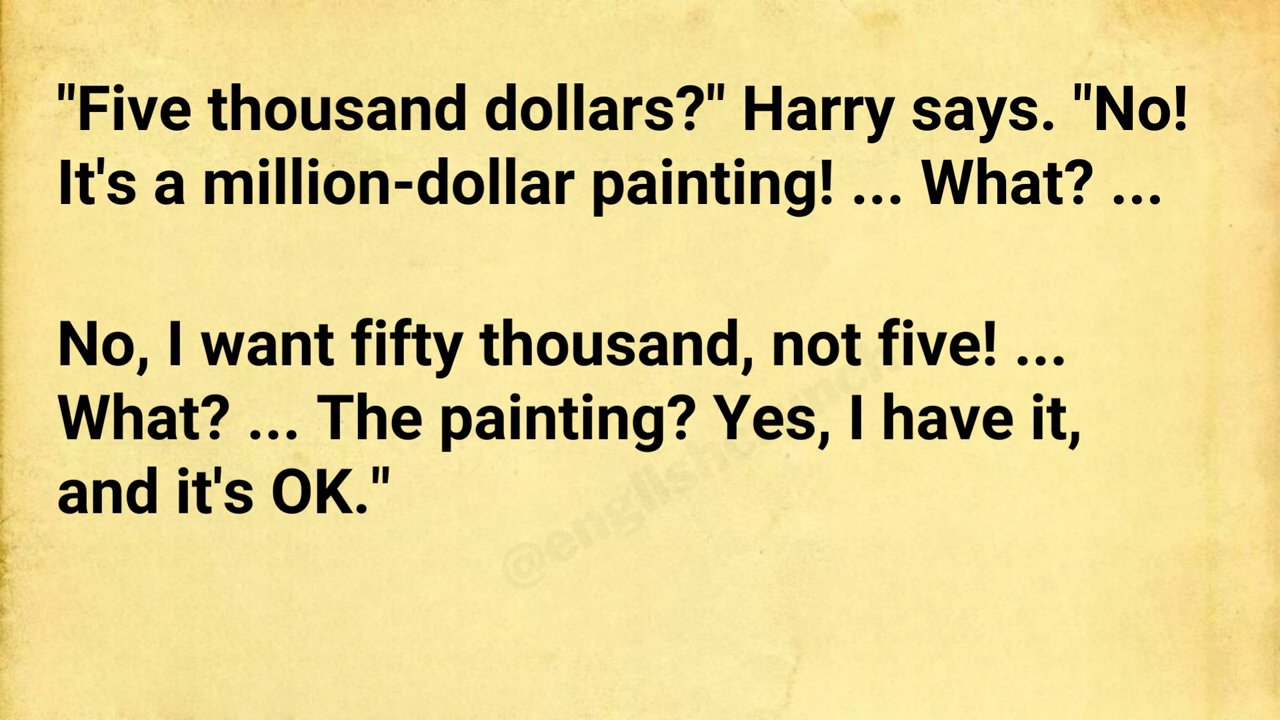 "Five thousand dollars?" Harry says. "No!
It's a million-dollar painting! ... What? ...
No, I want fifty thousand, not five! ...
What? ... The painting? Yes, I have it,
and it's OK."